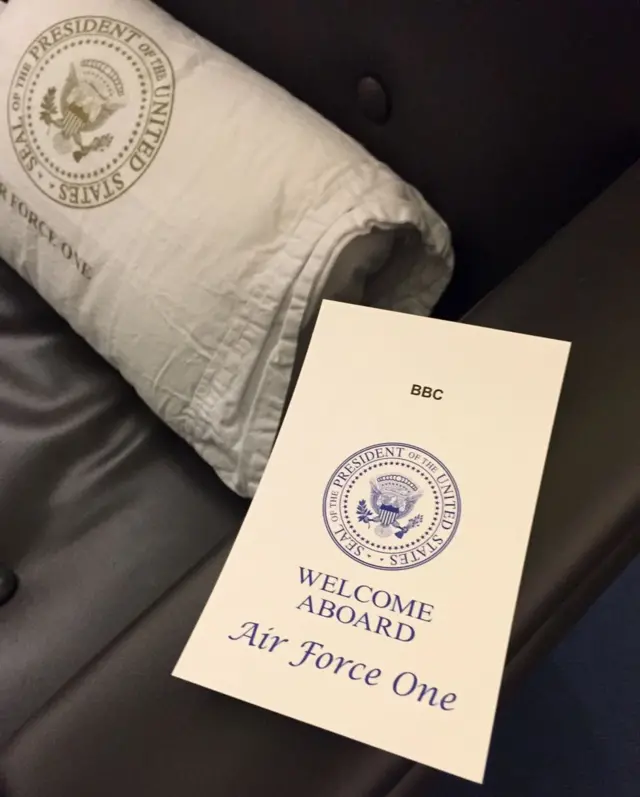 SEAL OF THE PRESIDENT OF THE UNITED STATES
R FORCE ONE
BBC
SEAL OF THE PRESIDENT OF THE UNITED STATES
WELCOME
ABOARD
Air Force One